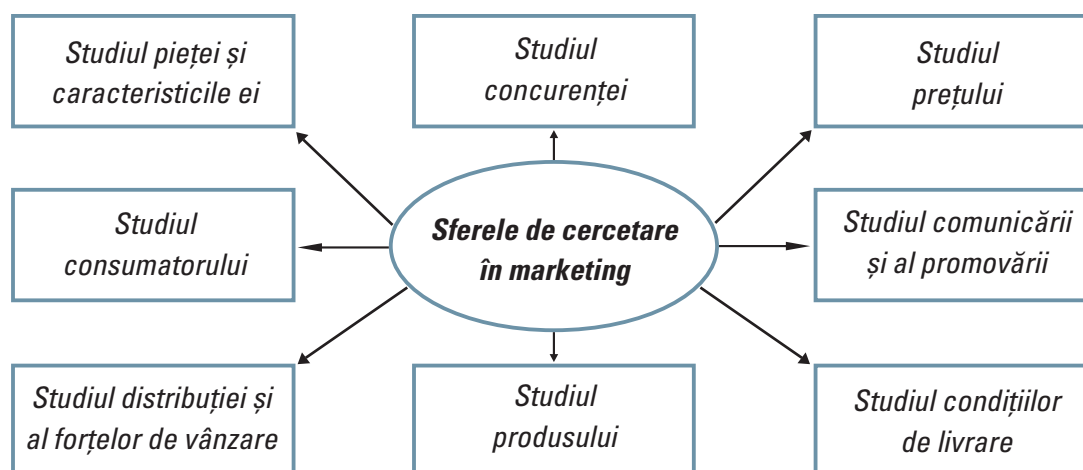 Studiul pieței și
caracteristicile ei
Studiul
concurenței
Studiul
prețului
Studiul
consumatorului
Sferele de cercetare
în marketing
Studiul comunicării
și al promovării
Studiul distribuției și
al forțelor de vânzare
Studiul
produsului
Studiul condițiilor
de livrare